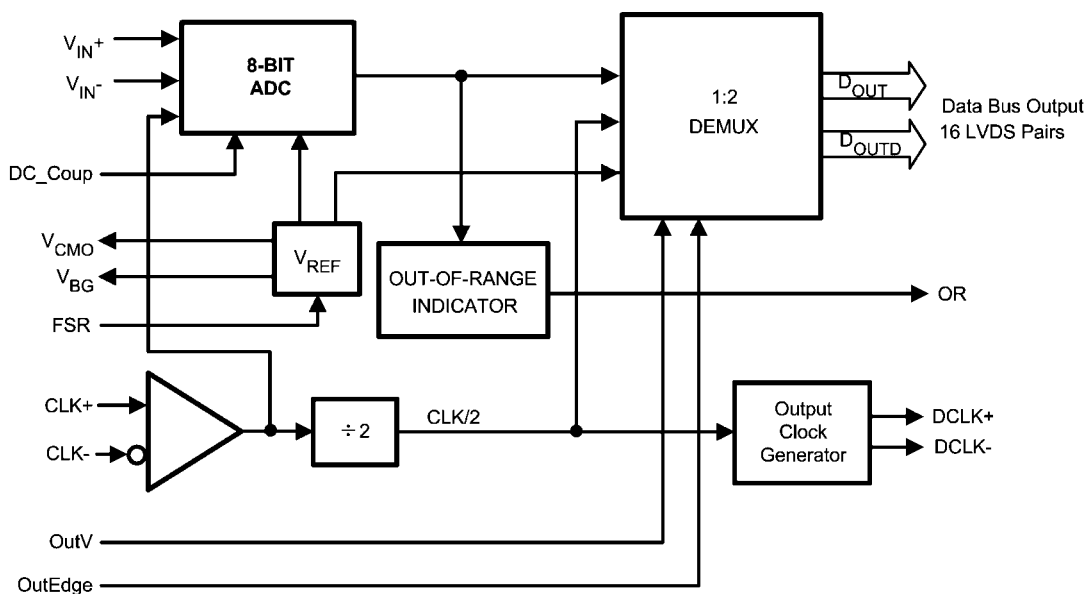 V_IN+
V_IN-
8-BIT
ADC
1:2
DEMUX
D_OUT
D_OUTD
Data Bus Output
16 LVDS Pairs
DC_Coup
V_CMO
V_BG
FSR
V_REF
OUT-OF-RANGE
INDICATOR
OR
CLK+
CLK-
÷2
CLK/2
Output
Clock
Generator
DCLK+
DCLK-
OutV
OutEdge